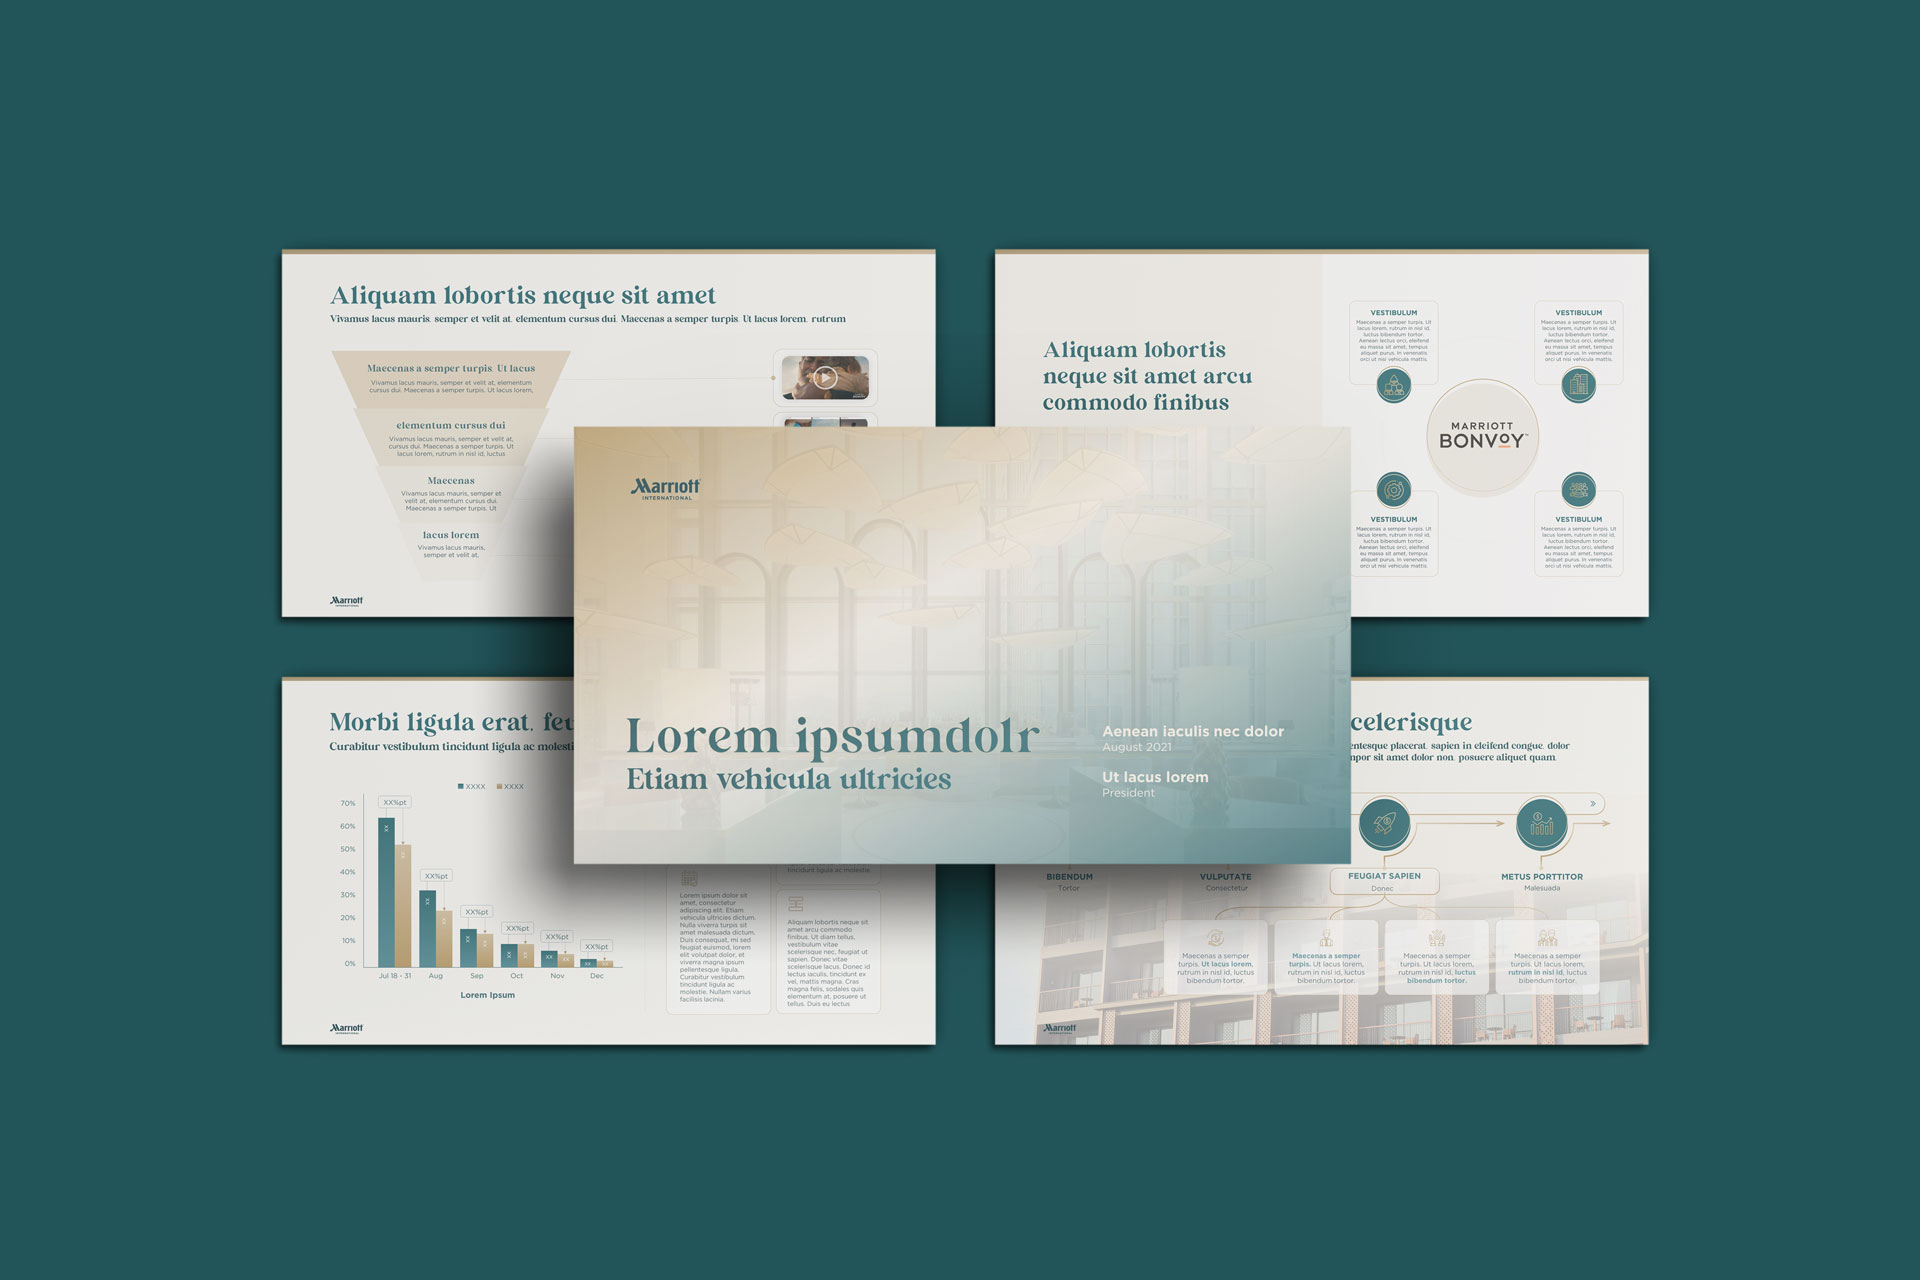 Aliquam lobortis neque sit amet
Vivamus lacus mauris, semper et velit at, elementum cursus dui. Maecenas a semper turpis. Ut lacus lorem, rutrum
Maecenas a semper turpis. Ut lacus
Vivamus lacus mauris, semper et velit at, elementum
cursus dui. Maecenas a semper turpis. Ut lacus lorem,
elementum cursus dui
Vivamus lacus mauris, semper et velit at,
cursus dui. Maecenas a semper turpis. Ut
lacus lorem, rutrum in nisl id, luctus
Maecenas
Vivamus lacus mauris, semper et
velit at, elementum cursus dui.
Maecenas a semper turpis. Ut
lacus lorem
Vivamus lacus mauris,
semper et velit at,
Marriott
INTERNATIONAL
Aliquam lobortis
neque sit amet arcu
commodo finibus
VESTIBULUM
Maecenas a semper turpis. Ut
lacus lorem, rutrum in nisl id,
luctus bibendum tortor.
Aenean lectus orci, eleifend
eu massa sit amet, tempus
aliquet purus. In venenatis
orci ut nisi vehicula mattis.
VESTIBULUM
Maecenas a semper turpis. Ut
lacus lorem, rutrum in nisl id,
luctus bibendum tortor.
Aenean lectus orci, eleifend
eu massa sit amet, tempus
aliquet purus. In venenatis
orci ut nisi vehicula mattis.
MARRIOTT
BONVOY™
VESTIBULUM
Maecenas a semper turpis. Ut
lacus lorem, rutrum in nisl id,
luctus bibendum tortor.
Aenean lectus orci, eleifend
eu massa sit amet, tempus
aliquet purus. In venenatis
orci ut nisi vehicula mattis.
VESTIBULUM
Maecenas a semper turpis. Ut
lacus lorem, rutrum in nisl id,
luctus bibendum tortor.
Aenean lectus orci, eleifend
eu massa sit amet, tempus
aliquet purus. In venenatis
orci ut nisi vehicula mattis.
Marriott
INTERNATIONAL
Lorem ipsumdolr
Etiam vehicula ultricies
Aenean iaculis nec dolor
August 2021
Ut lacus lorem
President
Morbi ligula erat, feu
Curabitur vestibulum tincidunt ligula ac molesti
XXXX XXXX
70%
60%
50%
40%
30%
20%
10%
0%
XX%pt
XX%pt
XX%pt
XX%pt
XX%pt
XX%pt
XX XX XX XX XX XX XX XX XX XX XX XX
Jul 18 - 31 Aug Sep Oct Nov Dec
Lorem Ipsum
Lorem ipsum dolor sit
amet, consectetur
adipiscing elit. Etiam
vehicula ultricies dictum.
Nulla viverra turpis sit
amet malesuada dictum.
Duis consequat, mi sed
feugiat euismod, lorem
elit volutpat dolor, et
viverra magna ipsum
pellentesque ligula.
Curabitur vestibulum
tincidunt ligula ac
molestie. Nullam varius
facilisis lacinia.
tincidunt ligula ac molestie.
Aliquam lobortis neque sit
amet arcu commodo
finibus. Ut diam tellus,
vestibulum vitae
scelerisque nec, feugiat ut
sapien. Donec vitae
scelerisque lacus. Donec id
lectus iaculis, tincidunt ex
vel, mattis magna. Cras
magna felis, sodales quis
elementum at, posuere ut
tellus. Duis eu lectus
Marriott
INTERNATIONAL
celerisque
entesque placerat, sapien in eleifend congue, dolor
npor sit amet dolor non, posuere aliquet quam.
BIBENDUM
Tortor
VULPUTATE
Consectetur
FEUGIAT SAPIEN
Donec
METUS PORTTITOR
Malesuada
Maecenas a semper
turpis. Ut lacus lorem,
rutrum in nisl id, luctus
bibendum tortor.
Maecenas a semper
turpis. Ut lacus lorem,
rutrum in nisl id, luctus
bibendum tortor.
Maecenas a semper
turpis. Ut lacus lorem,
rutrum in nisl id, luctus
bibendum tortor.
Maecenas a semper
turpis. Ut lacus lorem,
rutrum in nisl id, luctus
bibendum tortor.
Marriott
INTERNATIONAL